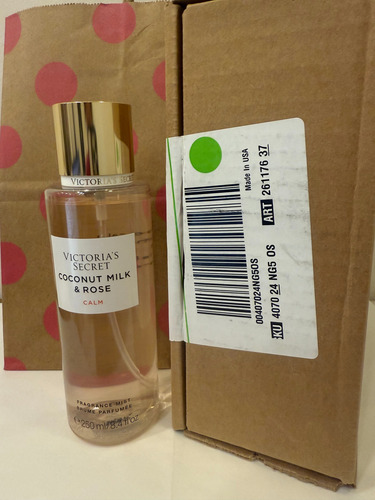 VICTORIA'S SECRET
VICTORIA'S
SECRET
COCONUT MILK
& ROSE
CALM
FRAGRANCE MIST
BRUME PARFUMÉE
250 ml/8.4 fl oz
Made In USA
ART 261176 37
00407024NG5OS
XU 4070 24 NG5 OS